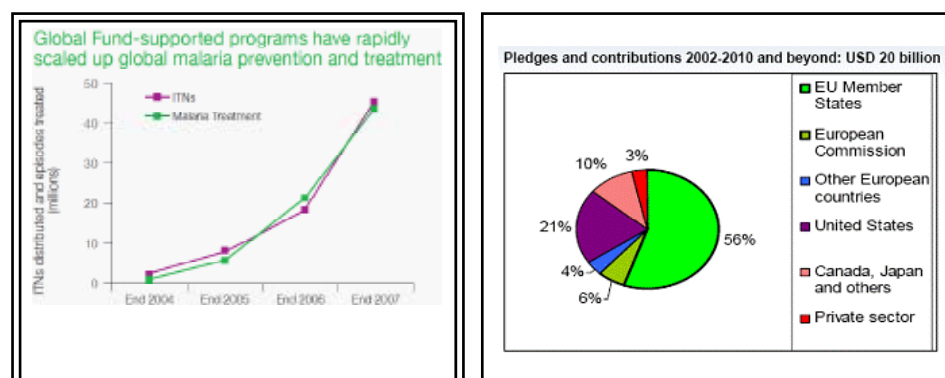 Global Fund-supported programs have rapidly
scaled up global malaria prevention and treatment
ITNs distributed and episodes treated
(millions)
50
40
30
20
10
0
ITNs
Malaria Treatment
End 2004
End 2005
End 2006
End 2007
Pledges and contributions 2002-2010 and beyond: USD 20 billion
10%
3%
21%
56%
4%
6%
EU Member
States
European
Commission
Other European
countries
United States
Canada, Japan
and others
Private sector